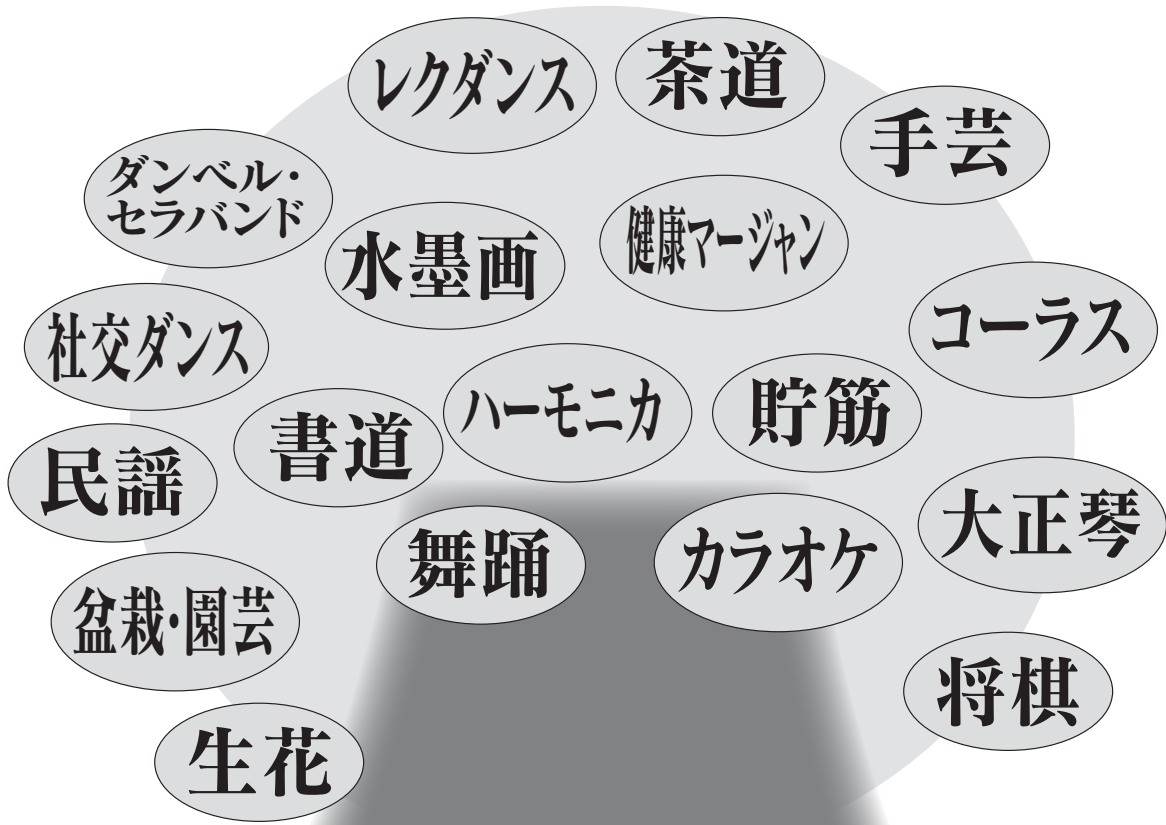 レクダンス
茶道
手芸
ダンベル・
セラバンド
水墨画
健康マージャン
社交ダンス
コーラス
ハーモニカ
貯筋
書道
民謡
大正琴
舞踊
カラオケ
盆栽・園芸
将棋
生花